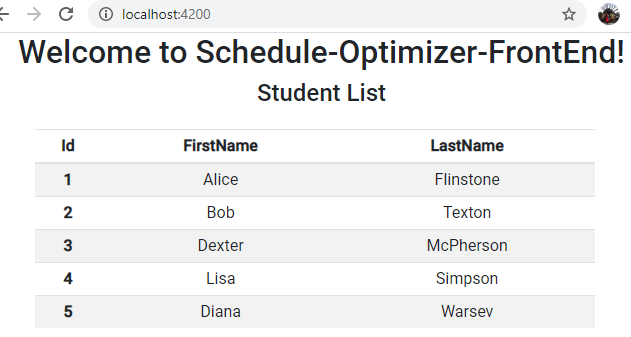 localhost:4200
Welcome to Schedule-Optimizer-FrontEnd!
Student List
Id FirstName LastName
1 Alice Flinstone
2 Bob Texton
3 Dexter McPherson
4 Lisa Simpson
5 Diana Warsev